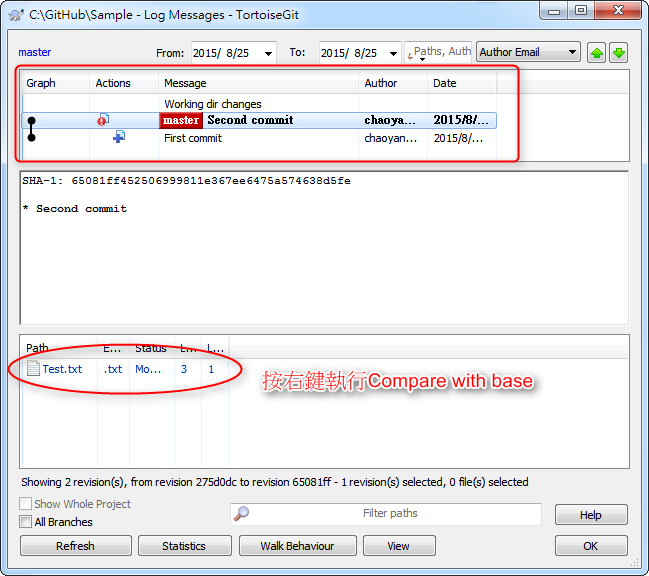 C:\GitHub\Sample - Log Messages - TortoiseGit
master From: 2015/ 8/25 To: 2015/ 8/25 Paths, Auth Author Email
Graph Actions Message Author Date
Working dir changes
master Second commit chaoya... 2015/8/...
First commit chaoyan... 2015/8/...
SHA-1: 65081ff452506999811e367ee6475a574638d5fe
* Second commit
Path E... Status L... L...
Test.txt .txt Mo... 3 1
按右鍵執行Compare with base
Showing 2 revision(s), from revision 275d0dc to revision 65081ff - 1 revision(s) selected, 0 file(s) selected
Show Whole Project
All Branches
Filter paths
Help
Refresh Statistics Walk Behaviour View OK